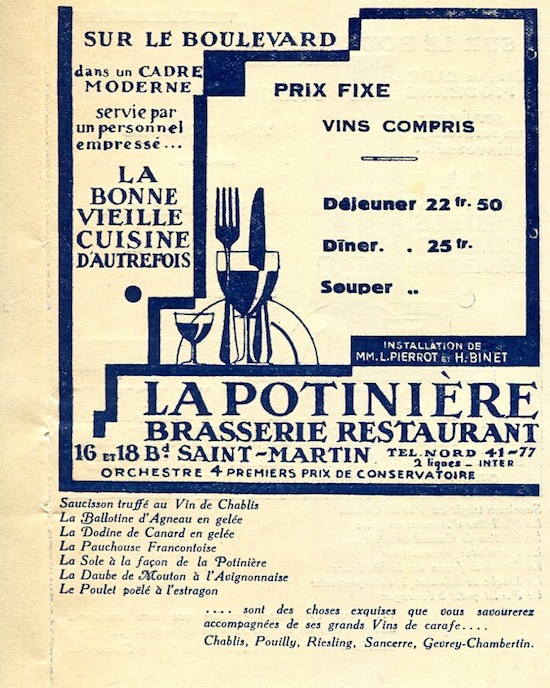 SUR LE BOULEVARD
dans un CADRE
MODERNE
servie par
un personnel
empressé...
LA
BONNE
VIEILLE
CUISINE
D'AUTREFOIS
PRIX FIXE
VINS COMPRIS
Déjeuner 22 fr. 50
Dîner. . 25 fr.
Souper ..
INSTALLATION DE
MM. L. PIERROT ET H. BINET
LA POTINIÈRE
BRASSERIE RESTAURANT
16 ET 18 Bd SAINT-MARTIN TEL. NORD 41-77
2 lignes - INTER
ORCHESTRE 4 PREMIERS PRIX DE CONSERVATOIRE
Saucisson truffé au Vin de Chablis
La Ballotine d'Agneau en gelée
La Dodine de Canard en gelée
La Pauchouse Francontoise
La Sole à la façon de la Potinière
La Daube de Mouton à l'Avignonnaise
Le Poulet poëlé à l'estragon
.... sont des choses exquises que vous savourerez
accompagnées de ses grands Vins de carafe....
Chablis, Pouilly, Riesling, Sancerre, Gevrey-Chambertin.